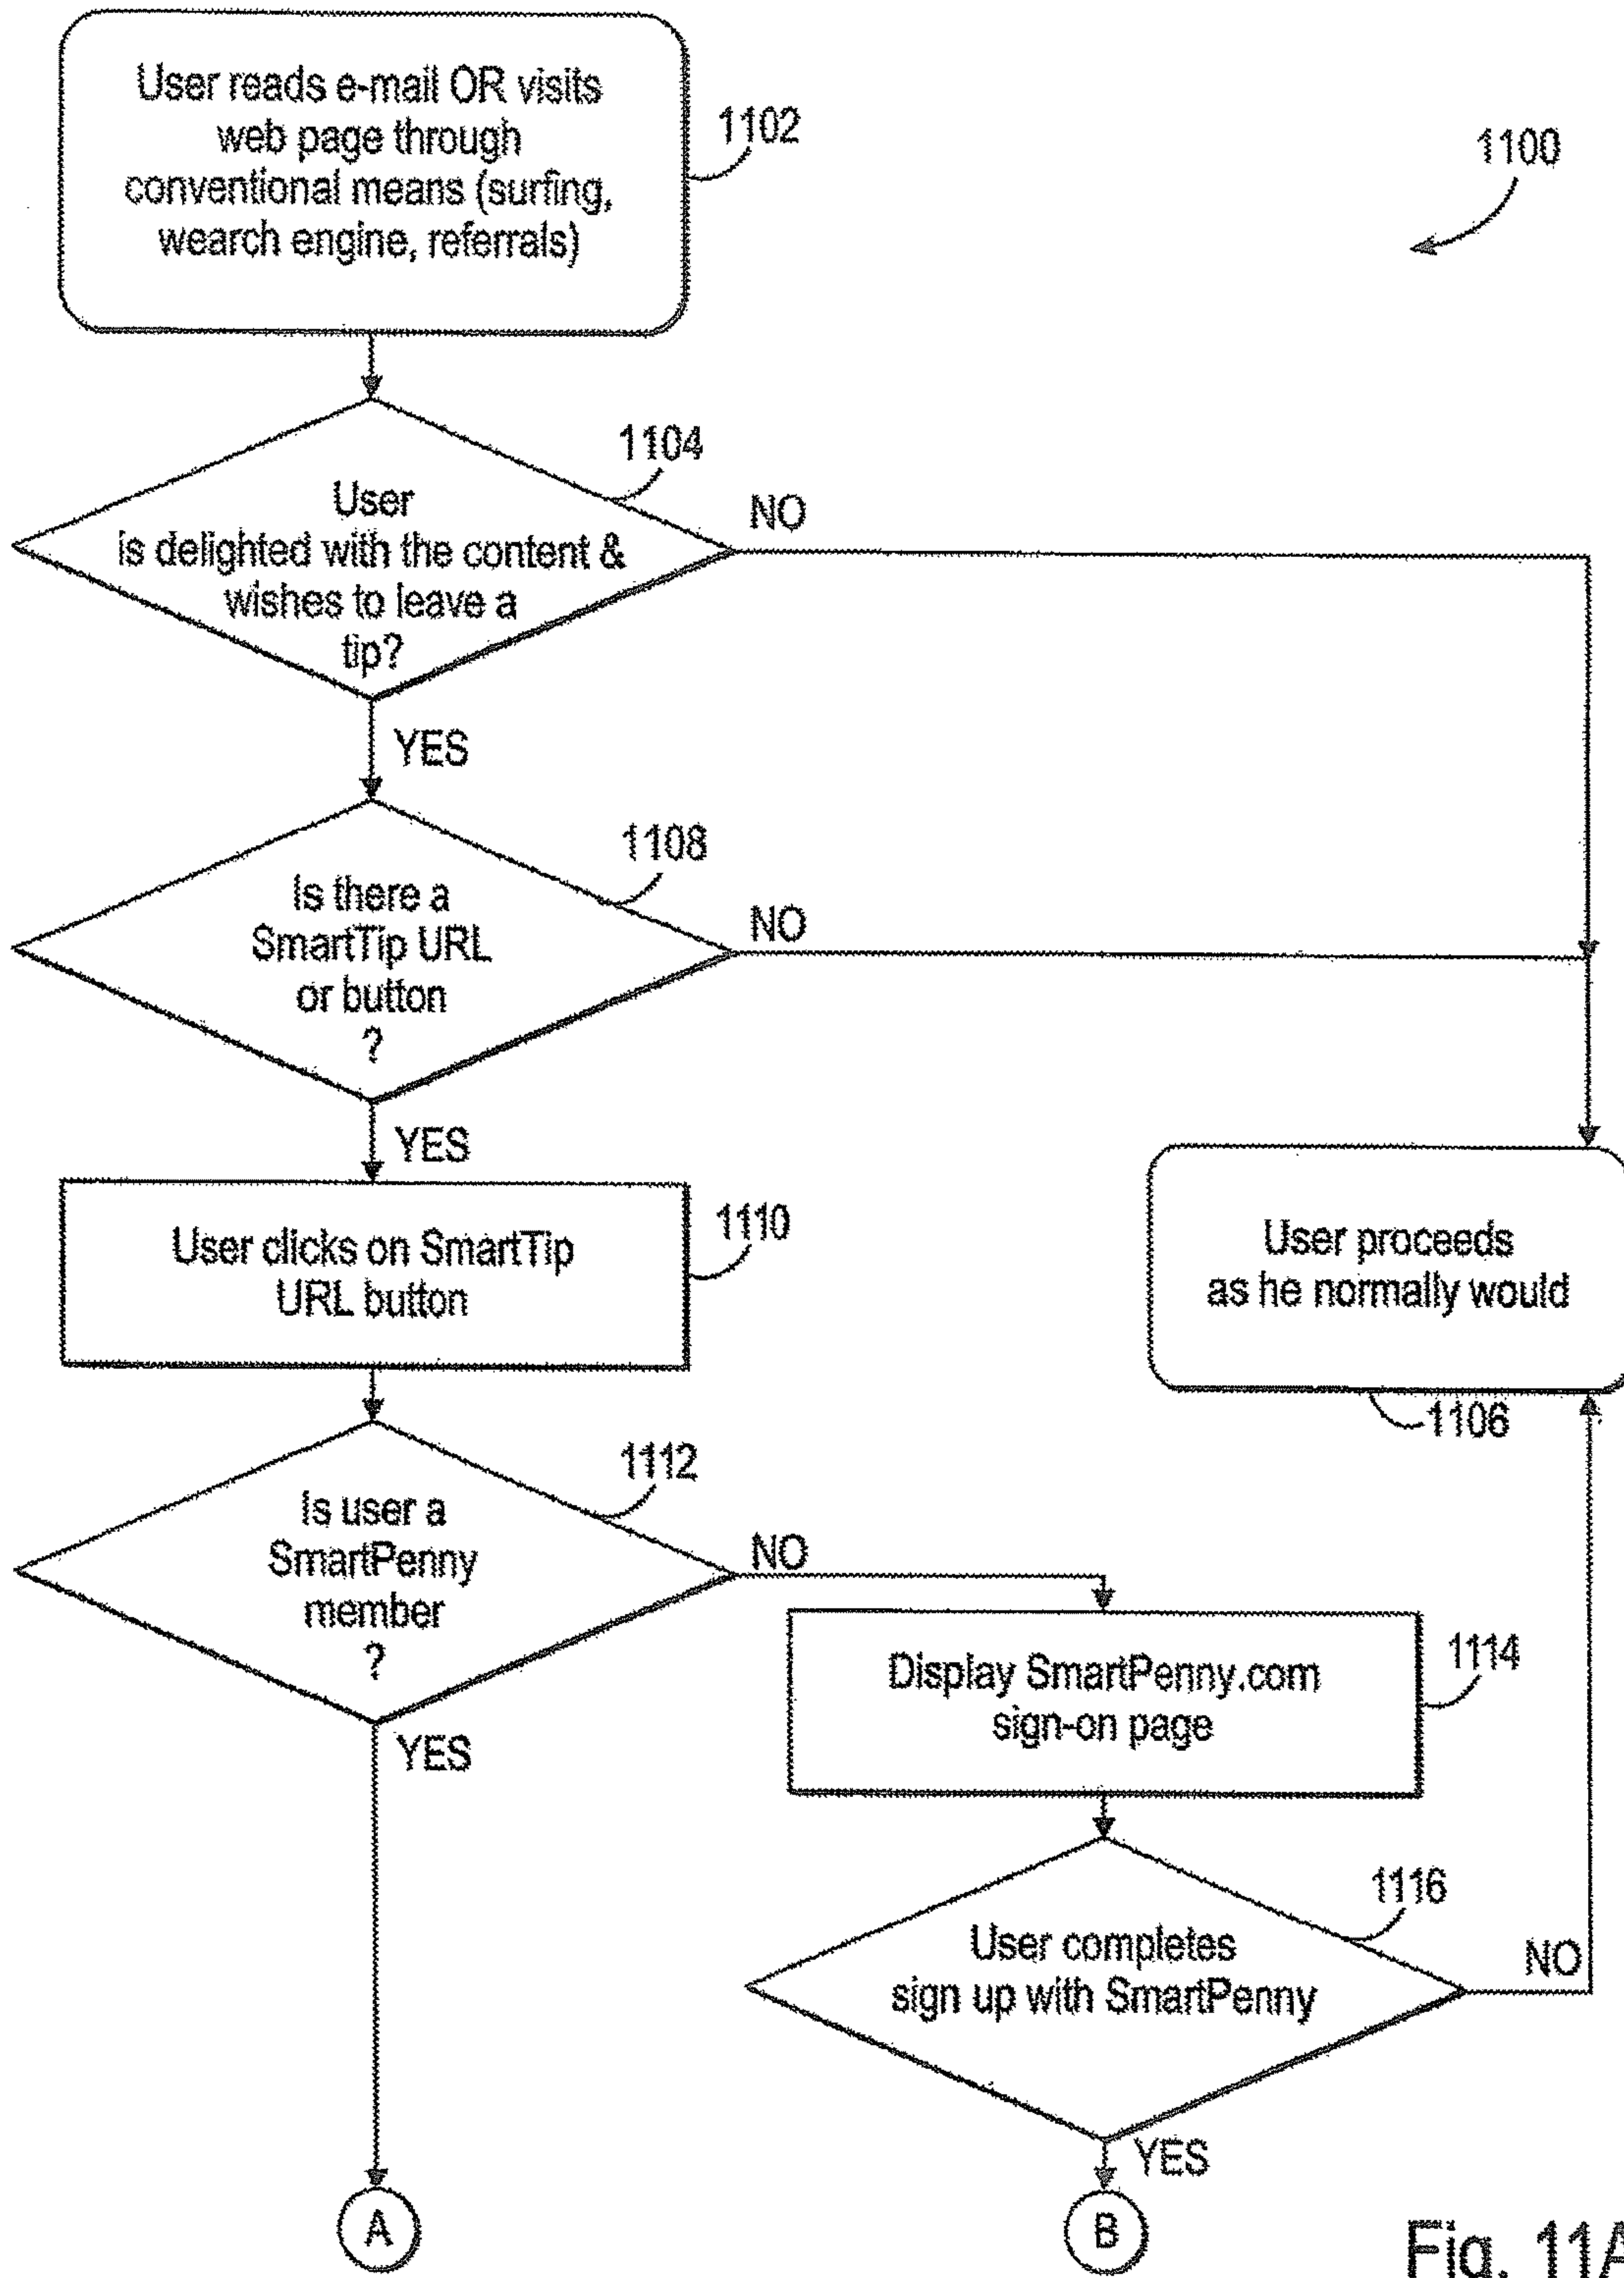 User reads e-mail OR visits
web page through
conventional means (surfing,
wearch engine, referrals)
1102
1100
1104
User
is delighted with the content &
wishes to leave a
tip?
NO
YES
1108
Is there a
SmartTip URL
or button
?
NO
YES
User clicks on SmartTip
URL button
1110
User proceeds
as he normally would
1106
1112
Is user a
SmartPenny
member
?
NO
YES
Display SmartPenny.com
sign-on page
1114
1116
User completes
sign up with SmartPenny
NO
YES
A
B
Fig. 11A